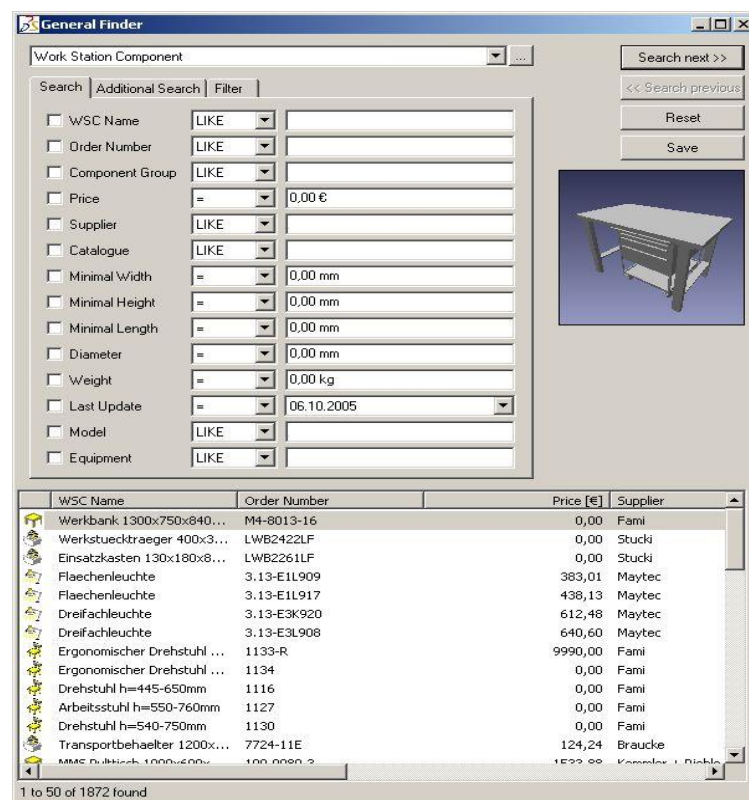 General Finder
Work Station Component
...
Search next >>
Search Additional Search Filter
<< Search previous
WSC Name LIKE
Reset
Order Number LIKE
Save
Component Group LIKE
Price = 0,00 €
Supplier LIKE
Catalogue LIKE
Minimal Width = 0,00 mm
Minimal Height = 0,00 mm
Minimal Length = 0,00 mm
Diameter = 0,00 mm
Weight = 0,00 kg
Last Update = 06.10.2005
Model LIKE
Equipment LIKE
WSC Name Order Number Price [€] Supplier
Werkbank 1300x750x840... M4-8013-16 0,00 Fami
Werkstuecktraeger 400x3... LWB2422LF 0,00 Stucki
Einsatzkasten 130x180x8... LWB2261LF 0,00 Stucki
Flaechenleuchte 3.13-E1L909 383,01 Maytec
Flaechenleuchte 3.13-E1L917 438,13 Maytec
Dreifachleuchte 3.13-E3K920 612,48 Maytec
Dreifachleuchte 3.13-E3L908 640,60 Maytec
Ergonomischer Drehstuhl ... 1133-R 9990,00 Fami
Ergonomischer Drehstuhl ... 1134 0,00 Fami
Drehstuhl h=445-650mm 1116 0,00 Fami
Arbeitsstuhl h=550-760mm 1127 0,00 Fami
Drehstuhl h=540-750mm 1130 0,00 Fami
Transportbehaelter 1200x... 7724-11E 124,24 Braucke
MMS Pulttisch
1 to 50 of 1872 found